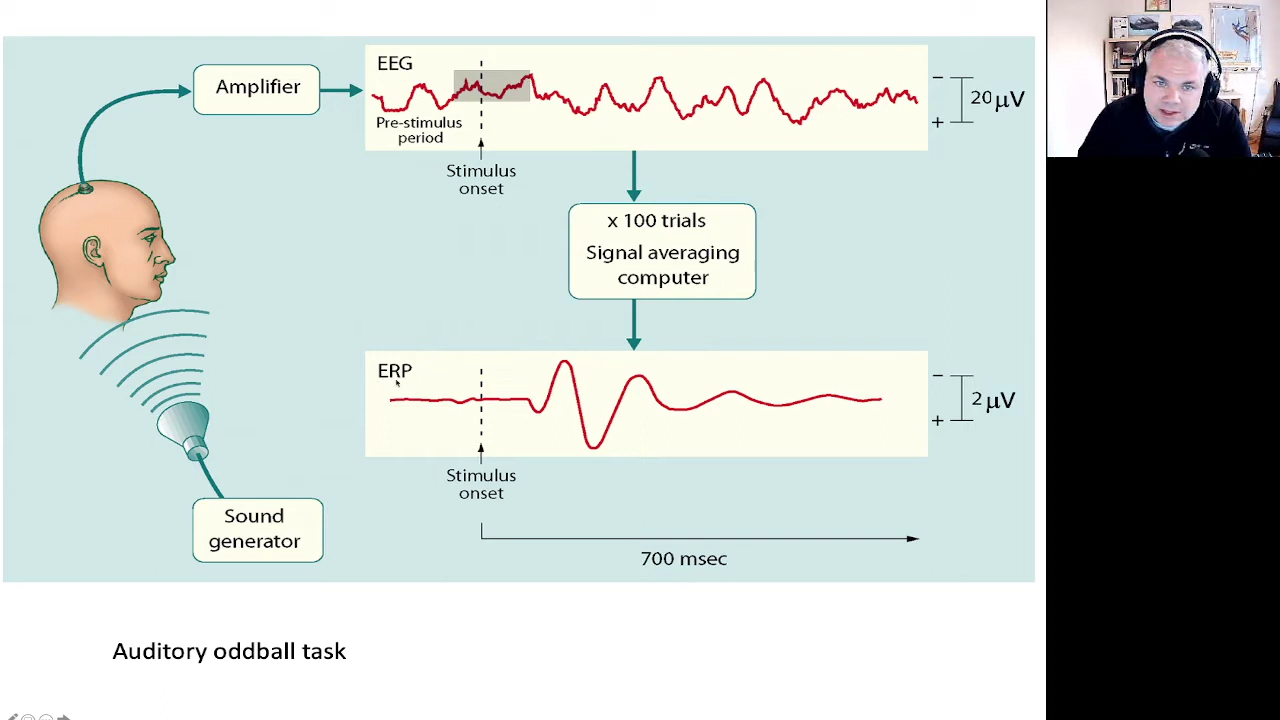 Amplifier
EEG
Pre-stimulus
period
Stimulus
onset
−
+
20 µV
x 100 trials
Signal averaging
computer
ERP
Stimulus
onset
−
+
2 µV
700 msec
Sound
generator
Auditory oddball task